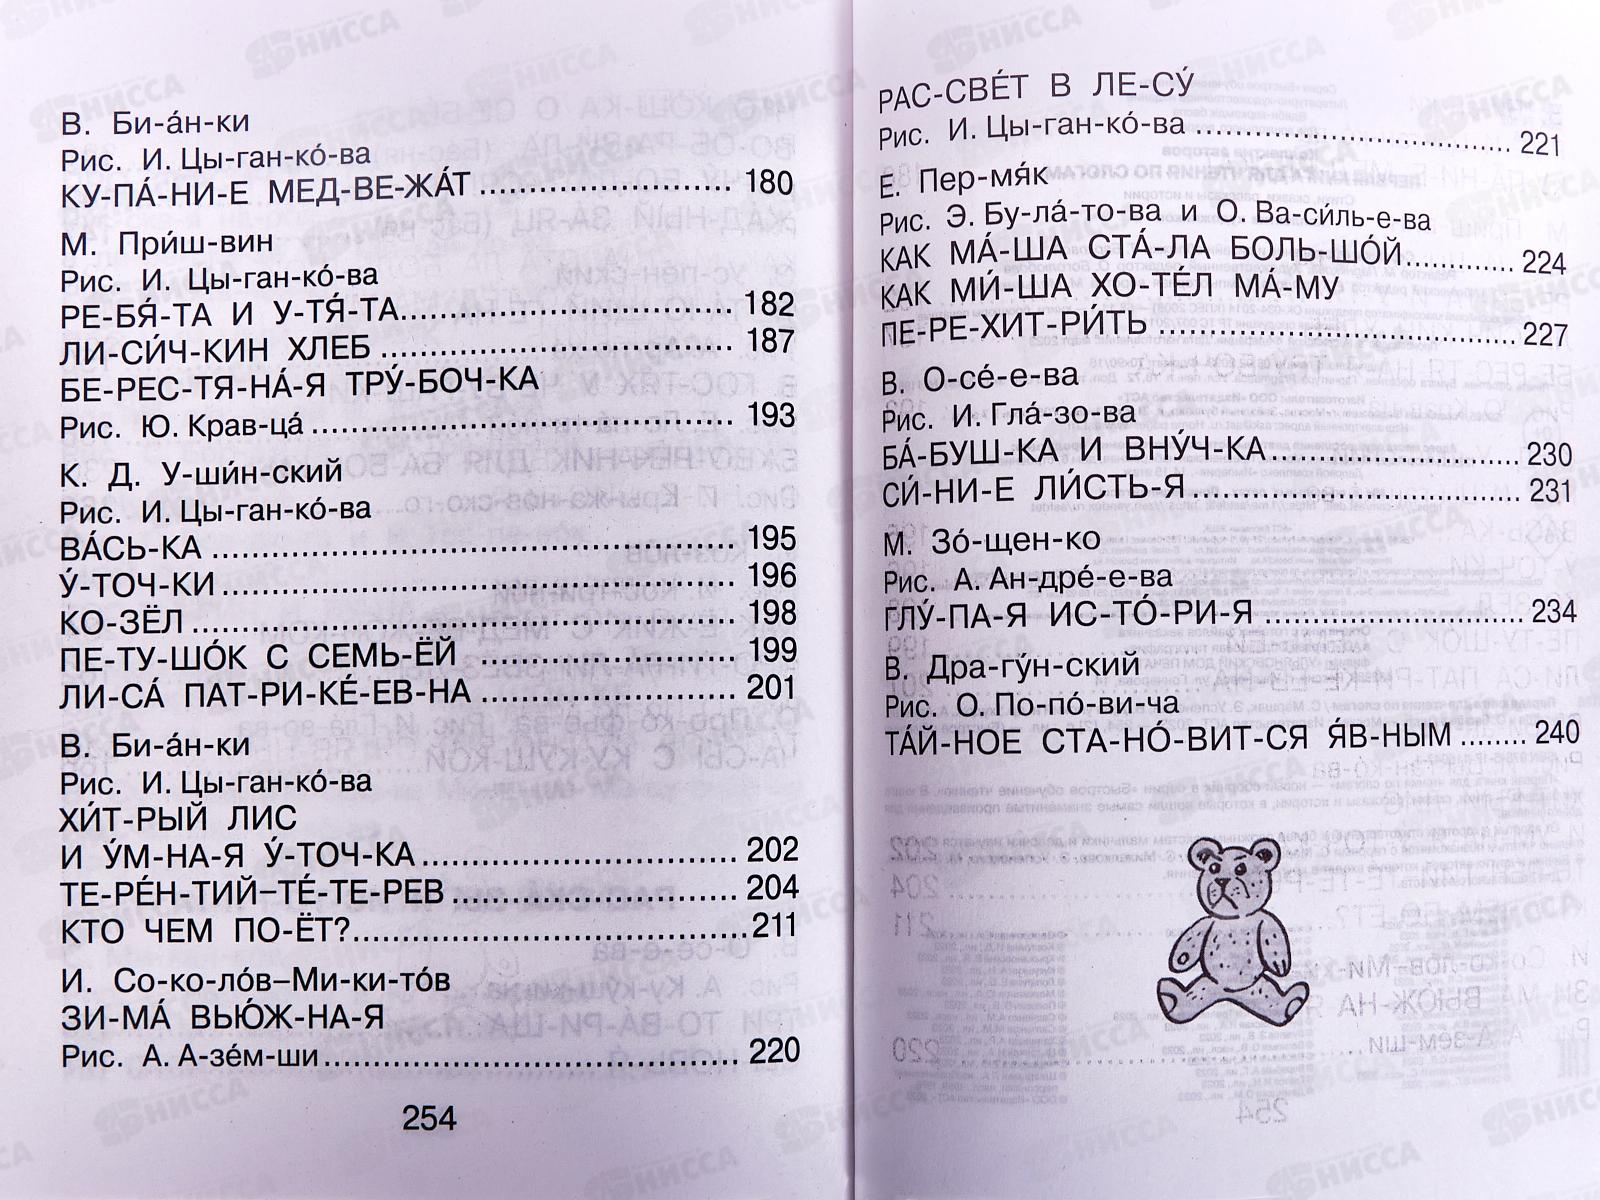 В. Би-а́н-ки
Рис. И. Цы-ган-ко́-ва
КУ-ПА́-НИ-Е МЕД-ВЕ-ЖА́Т ........................... 180
М. При́ш-вин
Рис. И. Цы-ган-ко́-ва
РЕ-БЯ́-ТА И У-ТЯ́-ТА................................... 182
ЛИ-СИ́Ч-КИН ХЛЕБ ..................................... 187
БЕ-РЕС-ТЯ-НА́-Я ТРУ́-БОЧ-КА
Рис. Ю. Крав-ца́ ............................................ 193
К. Д. У-ши́н-ский
Рис. И. Цы-ган-ко́-ва
ВА́СЬ-КА ....................................................... 195
У́-ТОЧ-КИ ...................................................... 196
КО-ЗЁЛ ......................................................... 198
ПЕ-ТУ-ШО́К С СЕМЬ-ЁЙ ........................... 199
ЛИ-СА́ ПАТ-РИ-КЕ́-ЕВ-НА ........................... 201
В. Би-а́н-ки
Рис. И. Цы-ган-ко́-ва
ХИ́Т-РЫЙ ЛИС
И У́М-НА-Я У́-ТОЧ-КА ................................. 202
ТЕ-РЕ́Н-ТИЙ–ТЕ́-ТЕ-РЕВ .............................. 204
КТО ЧЕМ ПО-ЁТ?......................................... 211
И. Со-ко-ло́в–Ми-ки-то́в
ЗИ-МА́ ВЬЮ́Ж-НА-Я
Рис. А. А-зе́м-ши ........................................... 220
254
РАС-СВЕ́Т В ЛЕ-СУ́
Рис. И. Цы-ган-ко́-ва ................................... 221
Е. Пер-мя́к
Рис. Э. Бу-ла́-то-ва и О. Ва-си́ль-е-ва
КАК МА́-ША СТА́-ЛА БОЛЬ-ШО́Й ............ 224
КАК МИ́-ША ХО-ТЕ́Л МА́-МУ
ПЕ-РЕ-ХИТ-РИ́ТЬ ......................................... 227
В. О-се́-е-ва
Рис. И. Гла́-зо-ва
БА́-БУШ-КА И ВНУ́Ч-КА ........................... 230
СИ́-НИ-Е ЛИ́СТЬ-Я ..................................... 231
М. Зо́-щен-ко
Рис. А. Ан-дре́-е-ва
ГЛУ́-ПА-Я ИС-ТО́-РИ-Я ............................. 234
В. Дра-гу́н-ский
Рис. О. По-по́-ви-ча
ТА́Й-НОЕ СТА-НО́-ВИТ-СЯ Я́В-НЫМ ........ 240